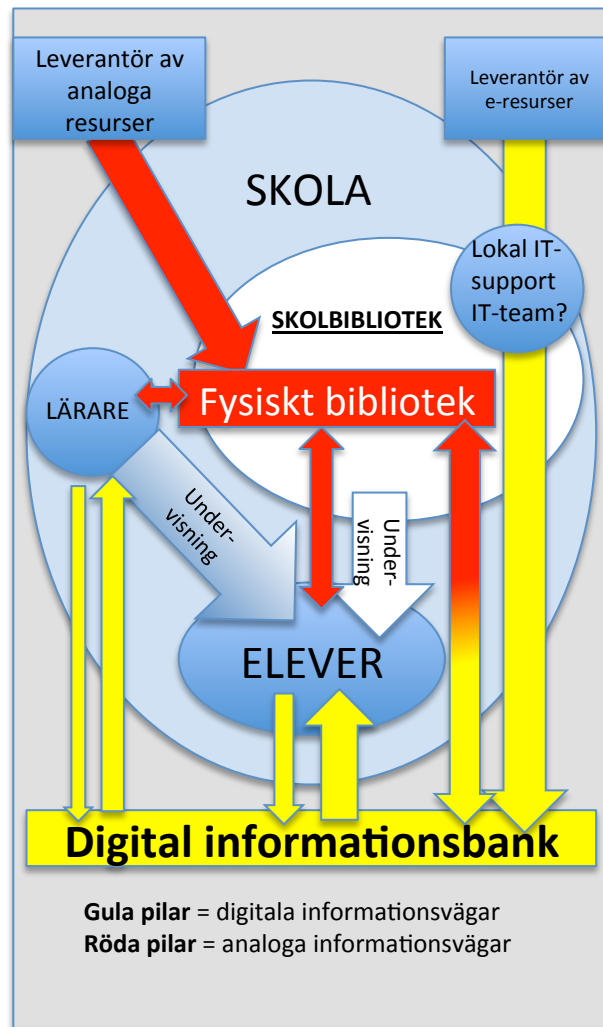 Leverantör av
analoga
resurser
Leverantör av
e-resurser
SKOLA
Lokal IT-
support
IT-team?
SKOLBIBLIOTEK
LÄRARE
Fysiskt bibliotek
Under-
visning
Under-
visning
ELEVER
Digital informationsbank
Gula pilar = digitala informationsvägar
Röda pilar = analoga informationsvägar